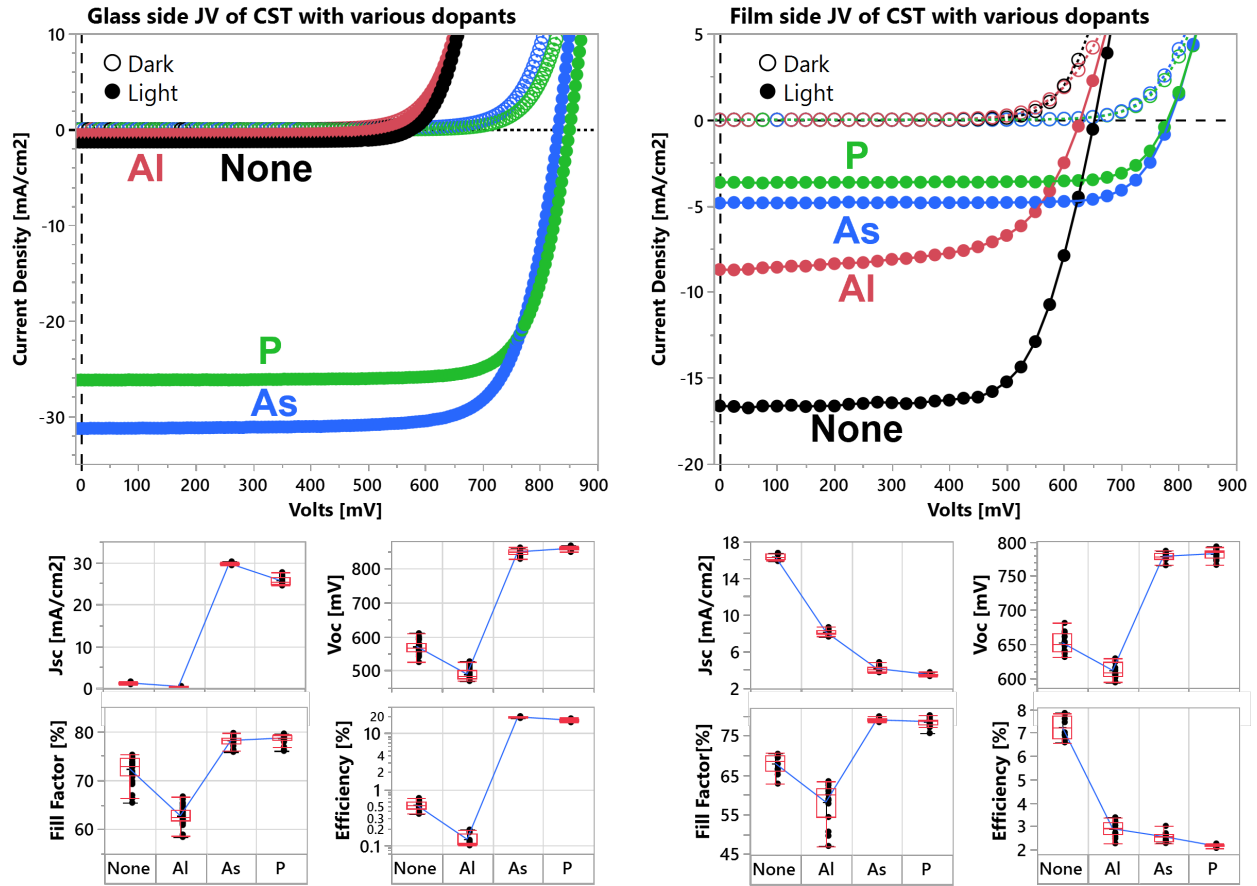 Glass side JV of CST with various dopants
10
0
-10
-20
-30
Current Density [mA/cm2]
Dark
Light
Al
None
P
As
0
100
200
300
400
500
600
700
800
900
Volts [mV]
Film side JV of CST with various dopants
5
0
-5
-10
-15
-20
Current Density [mA/cm2]
Dark
Light
P
As
Al
None
0
100
200
300
400
500
600
700
800
900
Volts [mV]
Jsc [mA/cm2]
30
20
10
0
Voc [mV]
800
700
600
500
Fill Factor [%]
80
70
60
Efficiency [%]
20
10
4
2
1
0.5
0.2
0.1
None
Al
As
P
None
Al
As
P
Jsc [mA/cm2]
18
14
10
6
2
Voc [mV]
800
750
700
650
600
Fill Factor[%]
75
65
55
45
Efficiency [%]
8
7
6
5
4
3
2
None
Al
As
P
None
Al
As
P